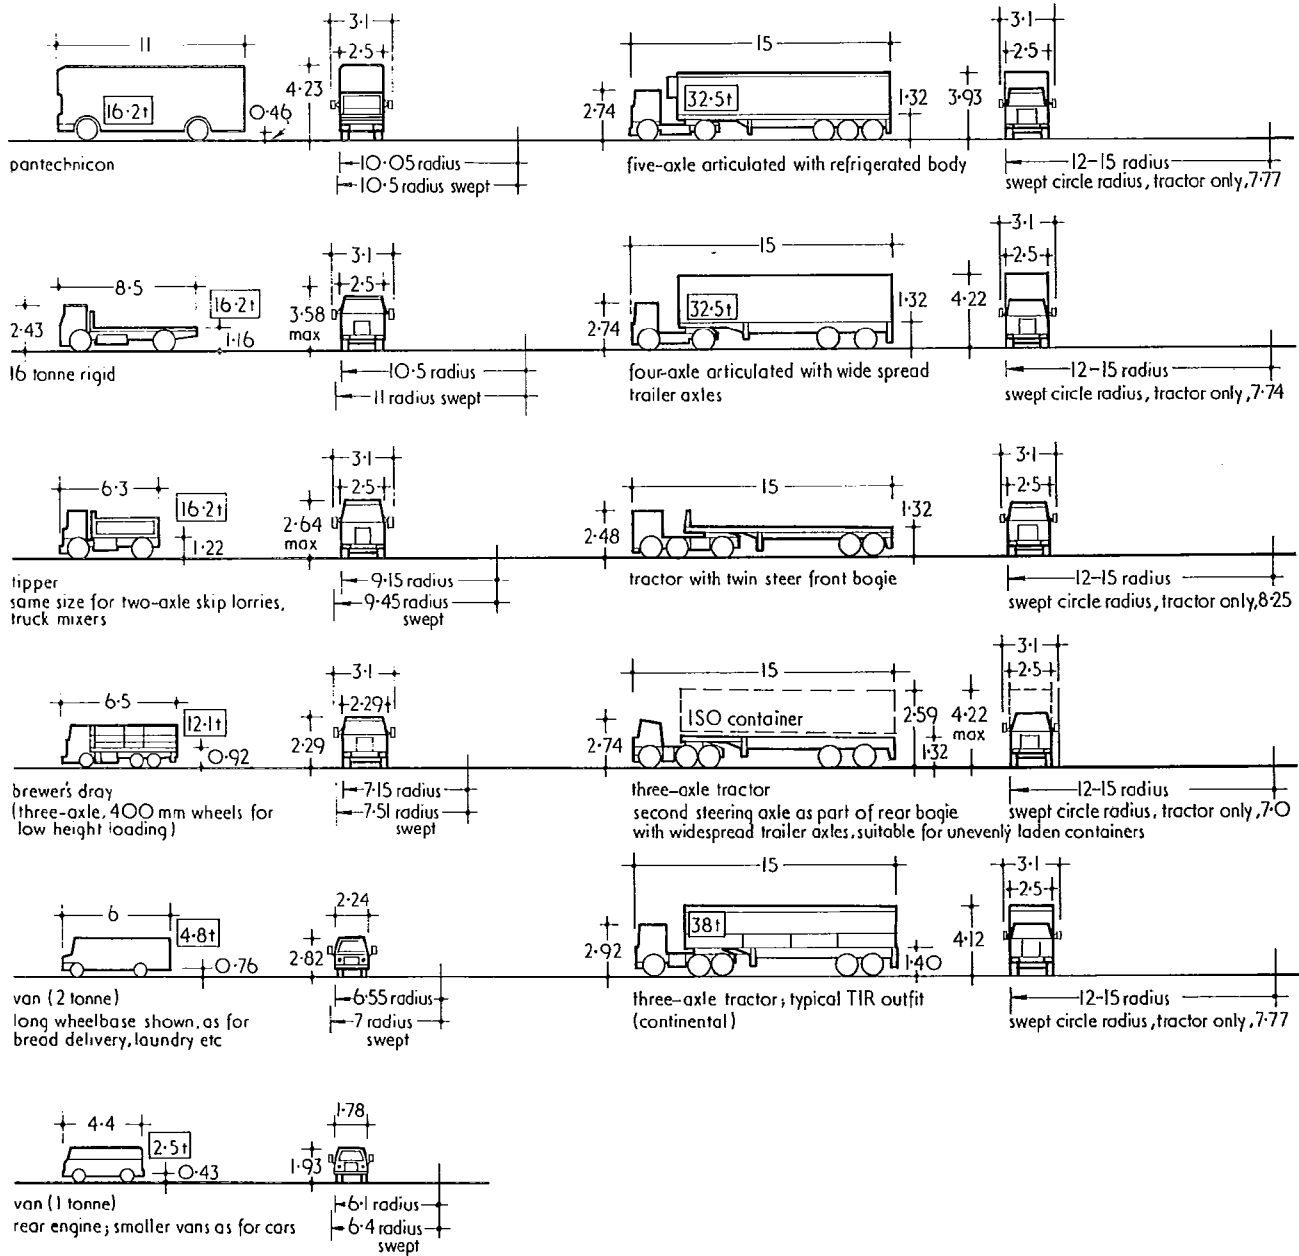 11
3·1
2·5
16·2t
0·46
4·23
pantechnicon
10·05 radius
10·5 radius swept
15
3·1
2·5
2·74
32·5t
1·32
3·93
five-axle articulated with refrigerated body
12-15 radius
swept circle radius, tractor only, 7·77
8·5
3·1
2·5
2·43
16·2t
1·16
3·58
max
16 tonne rigid
10·5 radius
11 radius swept
15
3·1
2·5
2·74
32·5t
1·32
4·22
four-axle articulated with wide spread
trailer axles
12-15 radius
swept circle radius, tractor only, 7·74
6·3
3·1
2·5
16·2t
1·22
2·64
max
tipper
same size for two-axle skip lorries,
truck mixers
9·15 radius
9·45 radius
swept
15
3·1
2·5
2·48
1·32
tractor with twin steer front bogie
12-15 radius
swept circle radius, tractor only, 8·25
6·5
3·1
2·29
12·1t
0·92
2·29
brewer's dray
(three-axle, 400 mm wheels for
low height loading)
7·15 radius
7·51 radius
swept
15
3·1
2·5
2·74
ISO container
2·59
1·32
4·22
max
three-axle tractor
second steering axle as part of rear bogie
with widespread trailer axles, suitable for unevenly laden containers
12-15 radius
swept circle radius, tractor only, 7·0
6
2·24
4·8t
0·76
2·82
van (2 tonne)
long wheelbase shown, as for
bread delivery, laundry etc
6·55 radius
7 radius
swept
15
3·1
2·5
2·92
38t
1·40
4·12
three-axle tractor; typical TIR outfit
(continental)
12-15 radius
swept circle radius, tractor only, 7·77
4·4
1·78
2·5t
0·43
1·93
van (1 tonne)
rear engine; smaller vans as for cars
6·1 radius
6·4 radius
swept